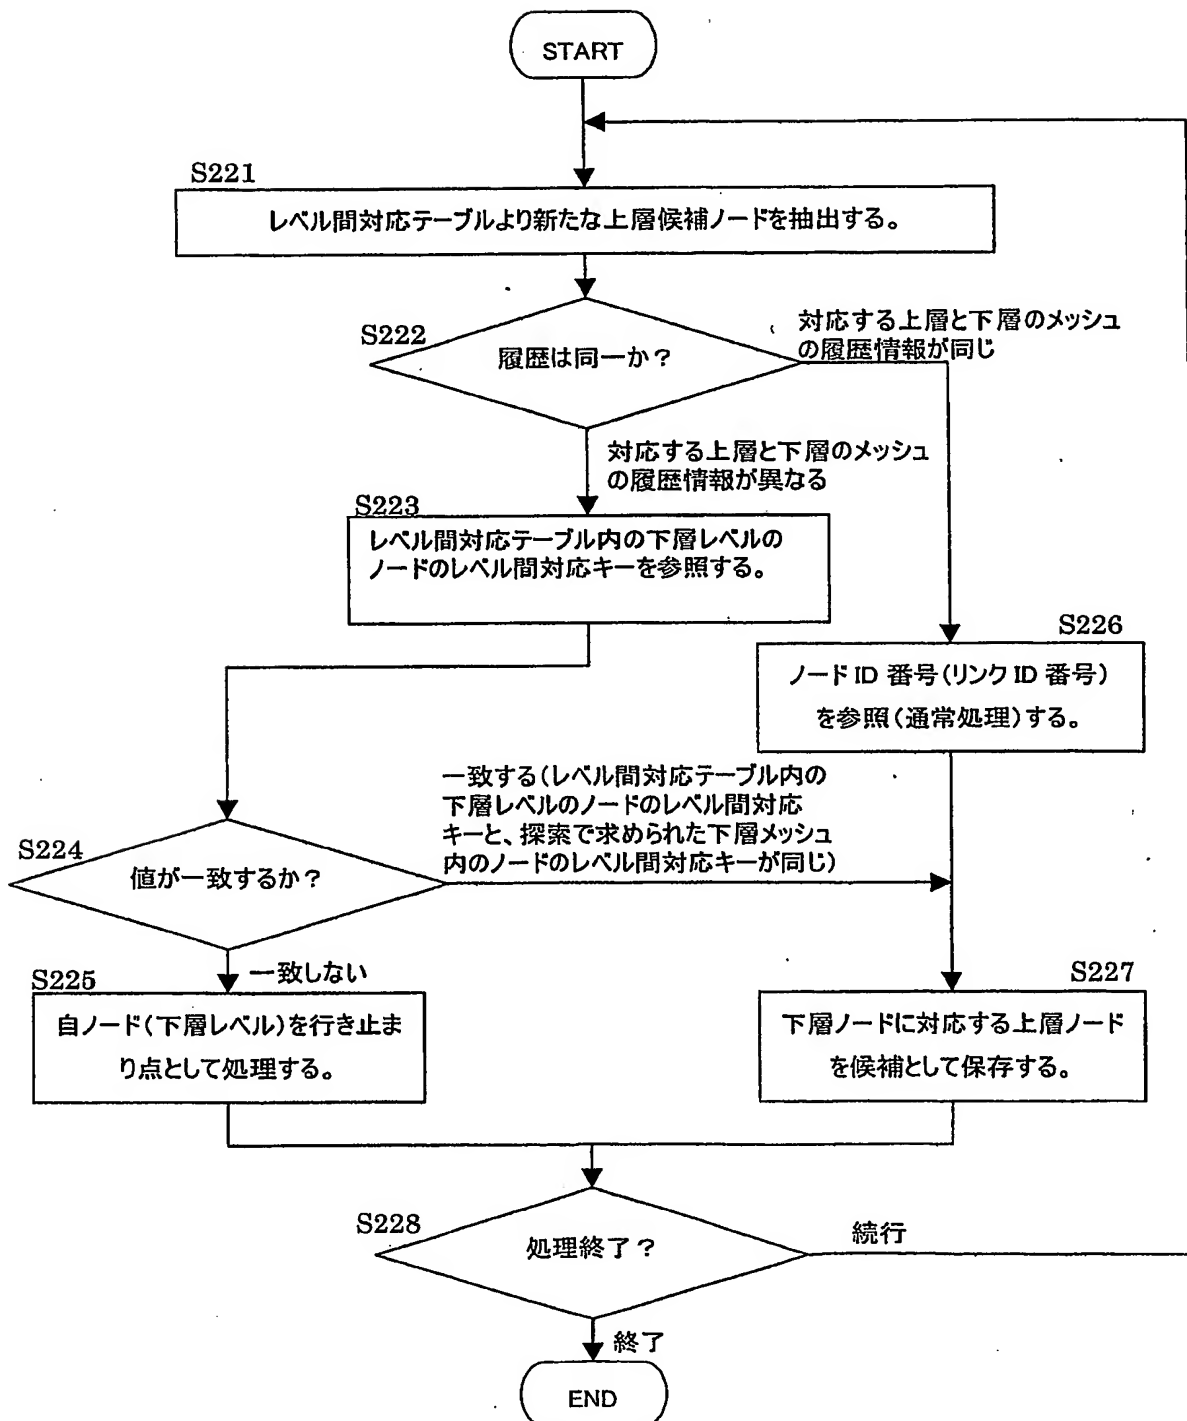 START
S221
レベル間対応テーブルより新たな上層候補ノードを抽出する。
S222
履歴は同一か？
対応する上層と下層のメッシュ
の履歴情報が同じ
対応する上層と下層のメッシュ
の履歴情報が異なる
S223
レベル間対応テーブル内の下層レベルの
ノードのレベル間対応キーを参照する。
S226
ノード ID 番号（リンク ID 番号）
を参照（通常処理）する。
一致する（レベル間対応テーブル内の
下層レベルのノードのレベル間対応
キーと、探索で求められた下層メッシュ
内のノードのレベル間対応キーが同じ）
S224
値が一致するか？
一致しない
S225
自ノード（下層レベル）を行き止ま
り点として処理する。
S227
下層ノードに対応する上層ノード
を候補として保存する。
S228
処理終了？
続行
終了
END